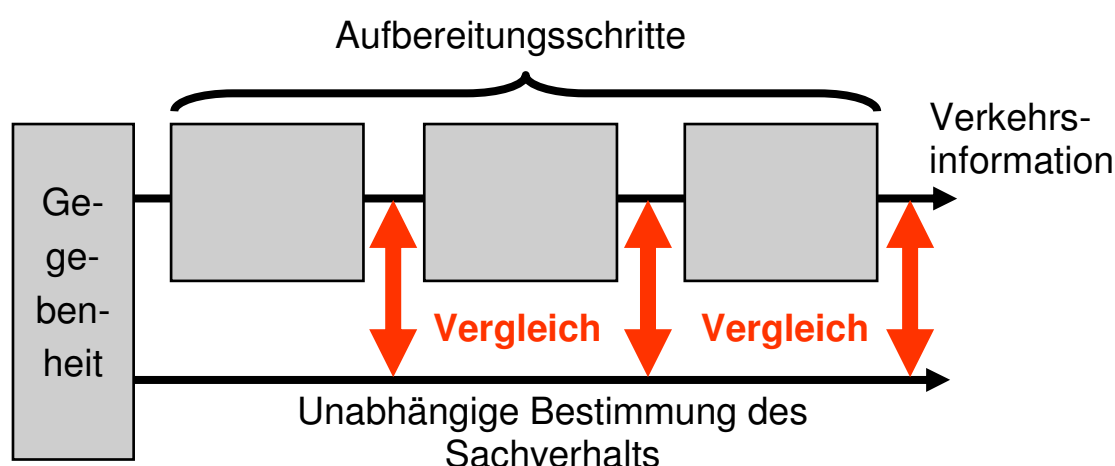 Aufbereitungsschritte
Verkehrs-
information
Ge-
ge-
ben-
heit
Vergleich
Vergleich
Unabhängige Bestimmung des
Sachverhalts